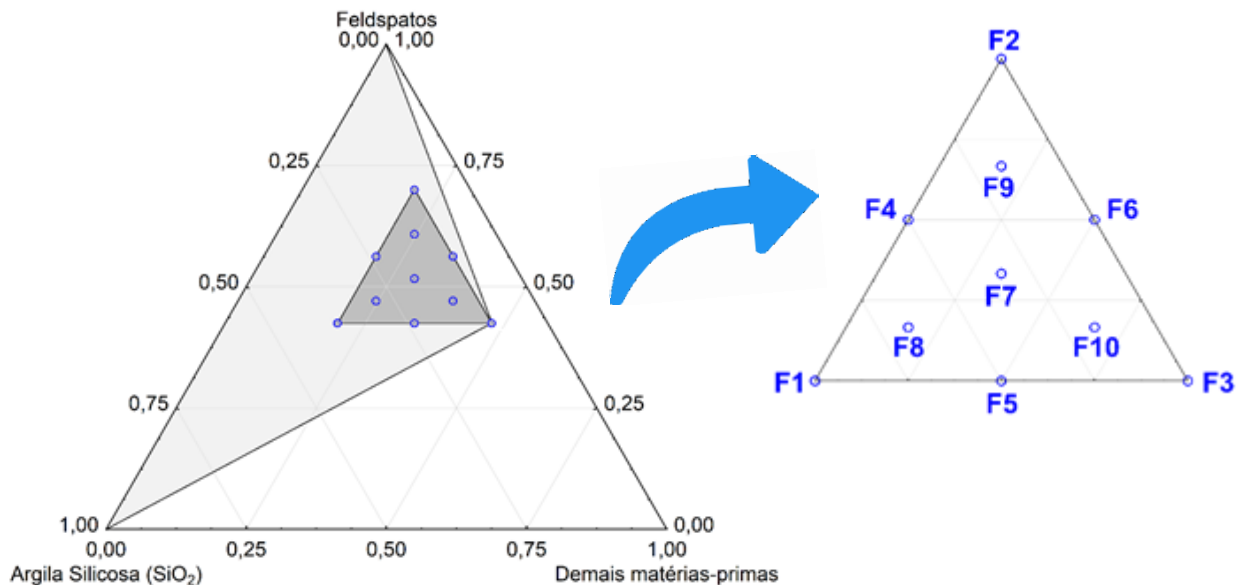 Feldspatos
0,00 1,00
0,25 0,75
0,50 0,50
0,75 0,25
1,00 0,00
0,00 0,25 0,50 0,75 1,00
Argila Silicosa (SiO₂) Demais matérias-primas
F2
F9
F4 F6
F7
F8 F10
F1 F5 F3